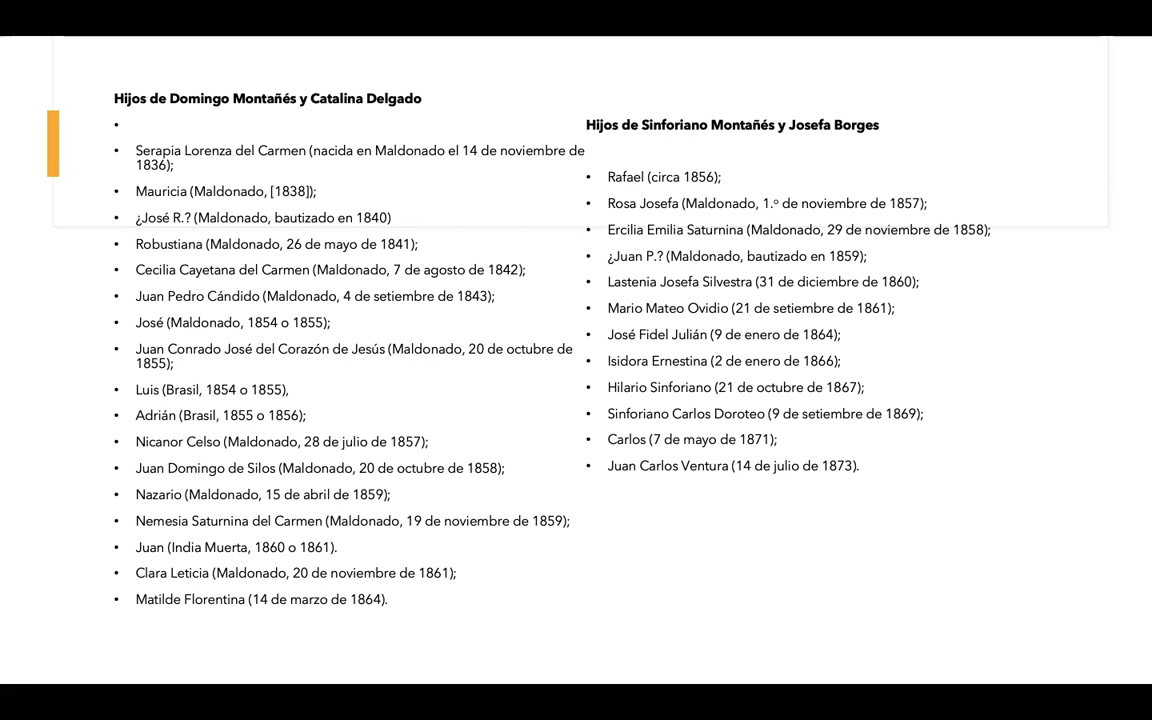 Hijos de Domingo Montañés y Catalina Delgado
•
• Serapia Lorenza del Carmen (nacida en Maldonado el 14 de noviembre de
1836);
• Mauricia (Maldonado, [1838]);
• ¿José R.? (Maldonado, bautizado en 1840)
• Robustiana (Maldonado, 26 de mayo de 1841);
• Cecilia Cayetana del Carmen (Maldonado, 7 de agosto de 1842);
• Juan Pedro Cándido (Maldonado, 4 de setiembre de 1843);
• José (Maldonado, 1854 o 1855);
• Juan Conrado José del Corazón de Jesús (Maldonado, 20 de octubre de
1855);
• Luis (Brasil, 1854 o 1855),
• Adrián (Brasil, 1855 o 1856);
• Nicanor Celso (Maldonado, 28 de julio de 1857);
• Juan Domingo de Silos (Maldonado, 20 de octubre de 1858);
• Nazario (Maldonado, 15 de abril de 1859);
• Nemesia Saturnina del Carmen (Maldonado, 19 de noviembre de 1859);
• Juan (India Muerta, 1860 o 1861).
• Clara Leticia (Maldonado, 20 de noviembre de 1861);
• Matilde Florentina (14 de marzo de 1864).
Hijos de Sinforiano Montañés y Josefa Borges
• Rafael (circa 1856);
• Rosa Josefa (Maldonado, 1.º de noviembre de 1857);
• Ercilia Emilia Saturnina (Maldonado, 29 de noviembre de 1858);
• ¿Juan P.? (Maldonado, bautizado en 1859);
• Lastenia Josefa Silvestra (31 de diciembre de 1860);
• Mario Mateo Ovidio (21 de setiembre de 1861);
• José Fidel Julián (9 de enero de 1864);
• Isidora Ernestina (2 de enero de 1866);
• Hilario Sinforiano (21 de octubre de 1867);
• Sinforiano Carlos Doroteo (9 de setiembre de 1869);
• Carlos (7 de mayo de 1871);
• Juan Carlos Ventura (14 de julio de 1873).